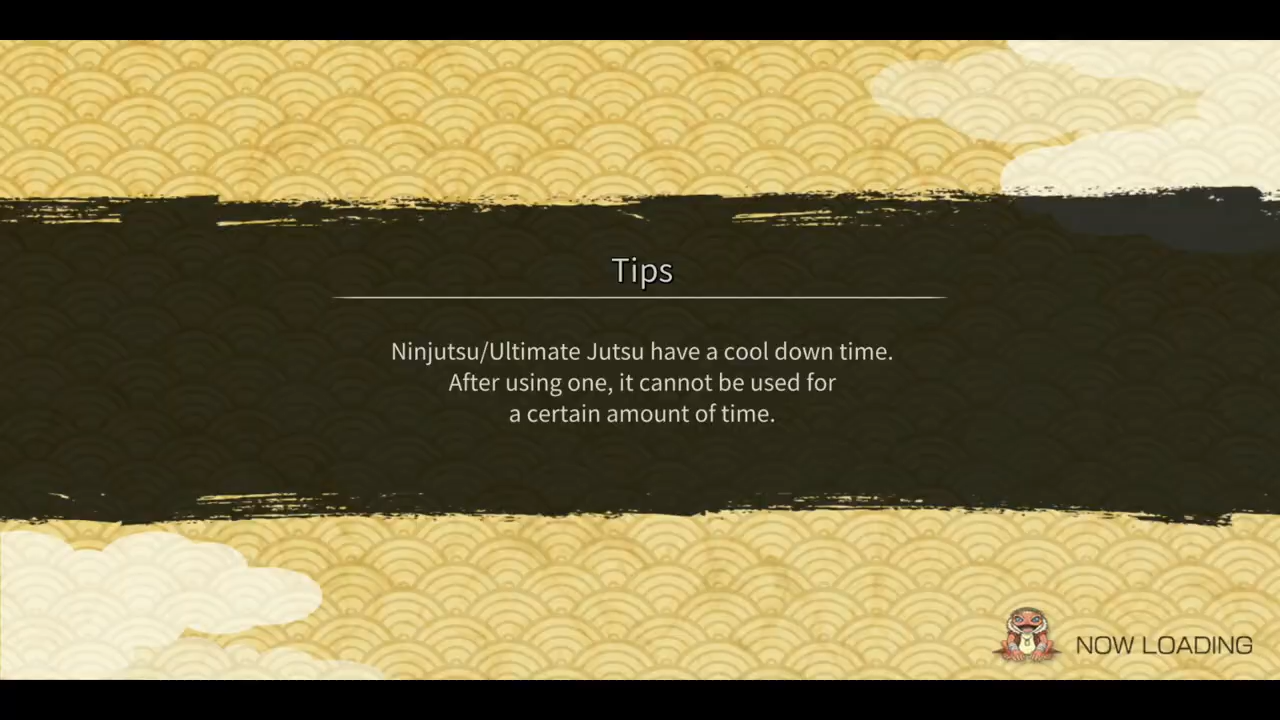 Tips
Ninjutsu/Ultimate Jutsu have a cool down time.
After using one, it cannot be used for
a certain amount of time.
NOW LOADING